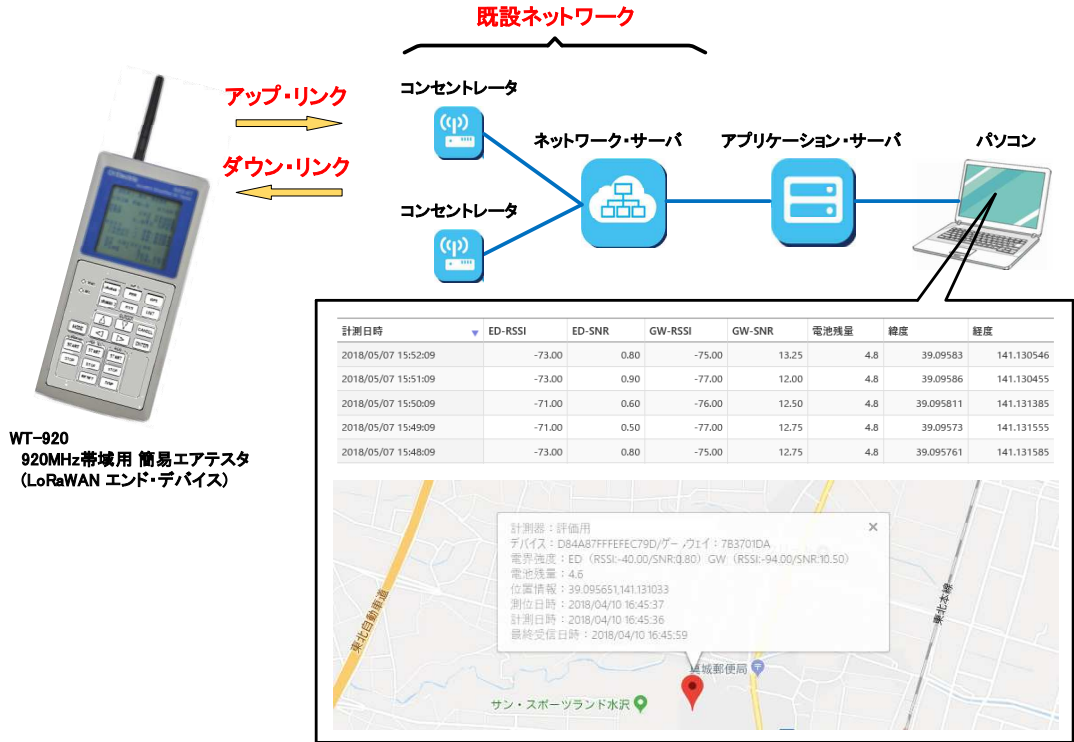 既設ネットワーク
アップ・リンク
ダウン・リンク
コンセントレータ
コンセントレータ
ネットワーク・サーバ
アプリケーション・サーバ
パソコン
WT-920
920MHz帯域用 簡易エアテスタ
(LoRaWAN エンド・デバイス)
計測日時 ED-RSSI ED-SNR GW-RSSI GW-SNR 電池残量 緯度 経度
2018/05/07 15:52:09 -73.00 0.80 -75.00 13.25 4.8 39.09583 141.130546
2018/05/07 15:51:09 -73.00 0.90 -77.00 12.00 4.8 39.09586 141.130455
2018/05/07 15:50:09 -71.00 0.60 -76.00 12.50 4.8 39.095811 141.131385
2018/05/07 15:49:09 -71.00 0.50 -77.00 12.75 4.8 39.09573 141.131555
2018/05/07 15:48:09 -73.00 0.80 -75.00 12.75 4.8 39.095761 141.131585
計測器：評価用
デバイス：D84A87FFFEFEC79D/ゲートウェイ：7B3701DA
電界強度：ED（RSSI:-40.00/SNR:0.80）GW（RSSI:-94.00/SNR:10.50）
電池残量：4.6
位置情報：39.095651,141.131033
測位日時：2018/04/10 16:45:37
計測日時：2018/04/10 16:45:36
最終受信日時：2018/04/10 16:45:59
東北自動車道
東北本線
真城郵便局
サン・スポーツランド水沢
MODE
CANCEL
ENTER
START
START
START
STOP
STOP
STOP